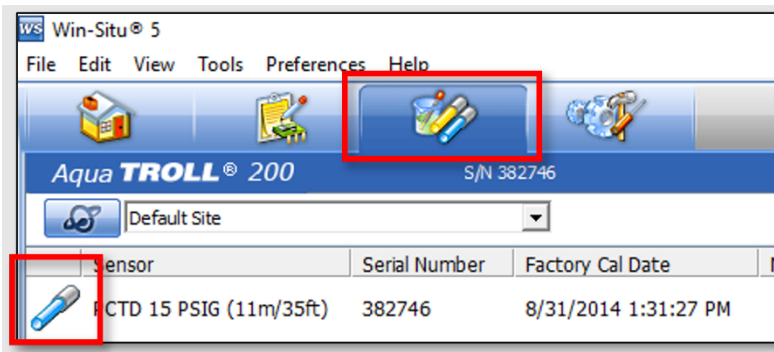 WS Win-Situ® 5
File Edit View Tools Preferences Help
Aqua TROLL® 200 S/N 382746
Default Site
Sensor Serial Number Factory Cal Date
PCTD 15 PSIG (11m/35ft) 382746 8/31/2014 1:31:27 PM